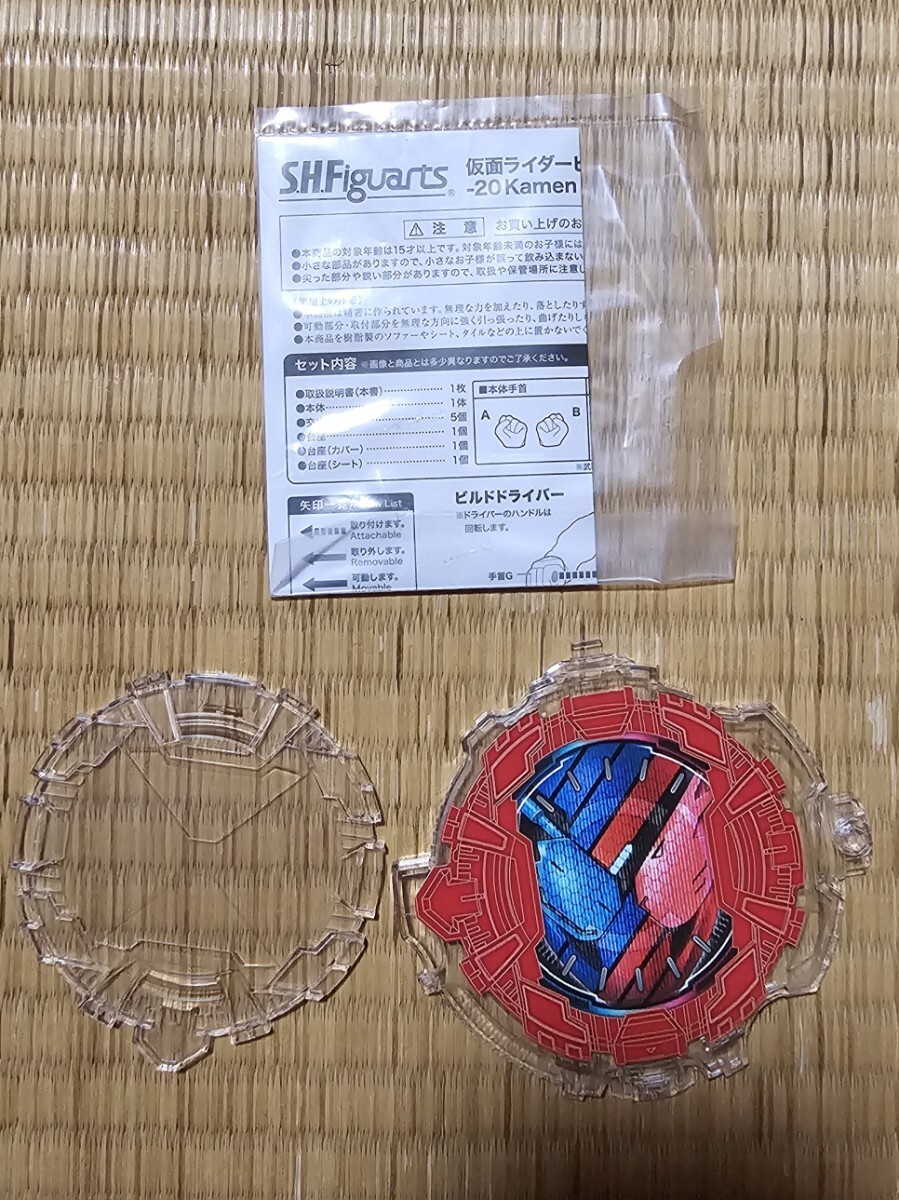 S.H.Figuarts®
仮面ライダー
-20 Kamen
⚠ 注 意 お買い上げのお
●本商品の対象年齢は15才以上です。対象年齢未満のお子様には
●小さな部品がありますので、小さなお子様が誤って飲み込まない
●尖った部分や鋭い部分がありますので、取扱や保管場所に注意し
●本商品は精密に作られています。無理な力を加えたり、落としたりす
●可動部分・取付部分を無理な方向に強く引っ張ったり、曲げたりし
●本商品を樹脂製のソファーやシート、タイルなどの上に置かないでく
セット内容 ※画像と商品とは多少異なりますのでご了承ください。
●取扱説明書(本書) 1枚
●本体 1体
5個
●台座 1個
●台座(カバー) 1個
●台座(シート) 1個
■本体手首
A B
※武
矢印一覧 List
取り付けます。
Attachable
取り外します。
Removable
可動します。
Movable
ビルドドライバー
※ドライバーのハンドルは
回転します。
手首G